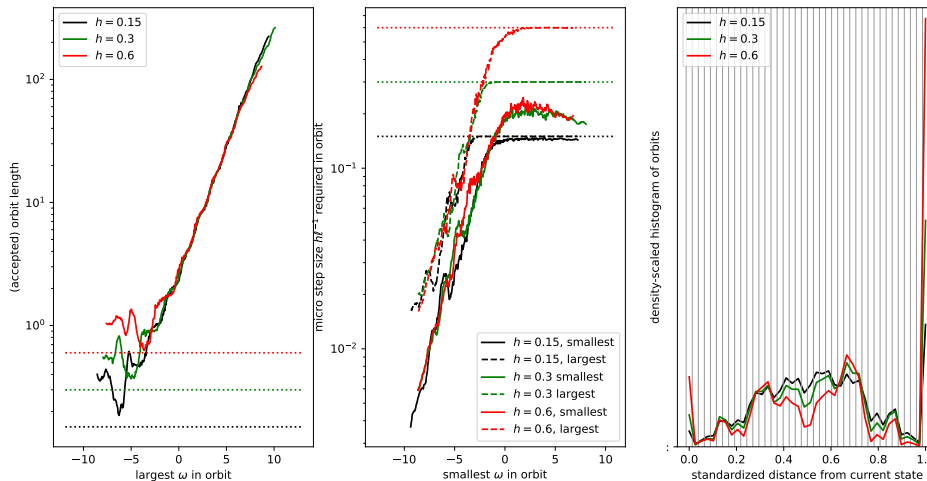 (accepted) orbit length
10²
10¹
10⁰
h = 0.15
h = 0.3
h = 0.6
−10
−5
0
5
10
largest ω in orbit
micro step size hℓ⁻¹ required in orbit
10⁻¹
10⁻²
h = 0.15, smallest
h = 0.15, largest
h = 0.3 smallest
h = 0.3 largest
h = 0.6, smallest
h = 0.6, largest
−10
−5
0
5
10
smallest ω in orbit
density-scaled histogram of orbits
h = 0.15
h = 0.3
h = 0.6
0.0
0.2
0.4
0.6
0.8
1.
standardized distance from current state